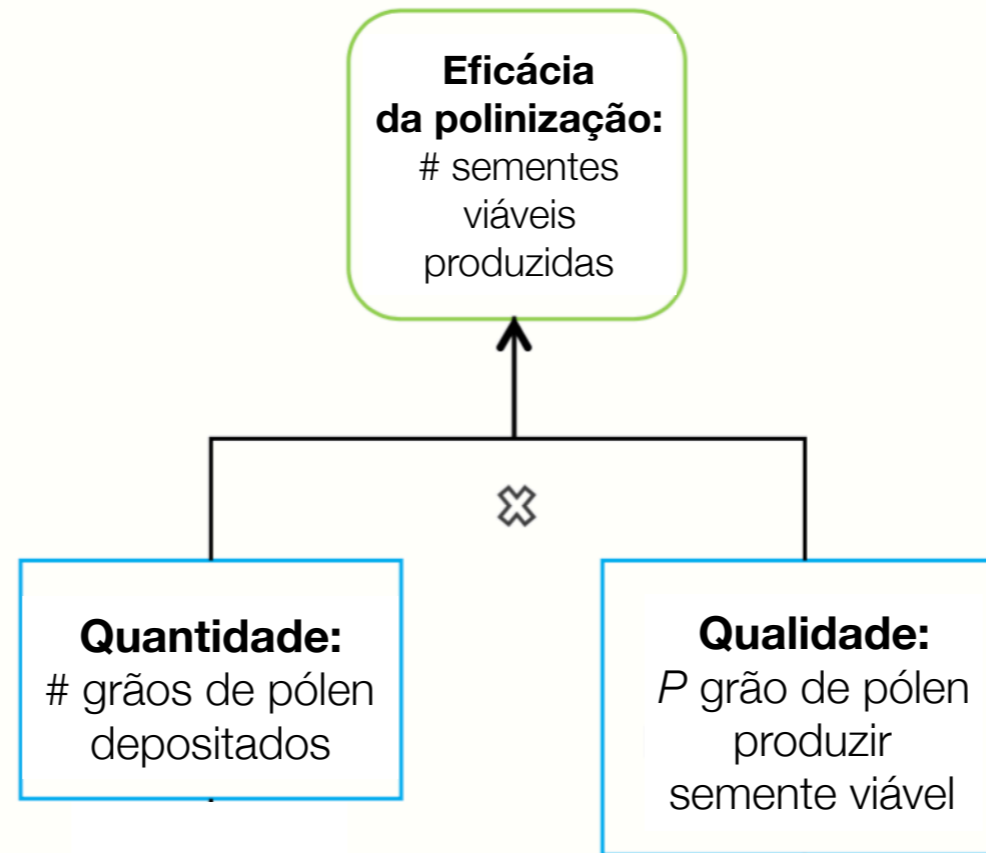 Eficácia
da polinização:
# sementes
viáveis
produzidas
Quantidade:
# grãos de pólen
depositados
Qualidade:
P grão de pólen
produzir
semente viável